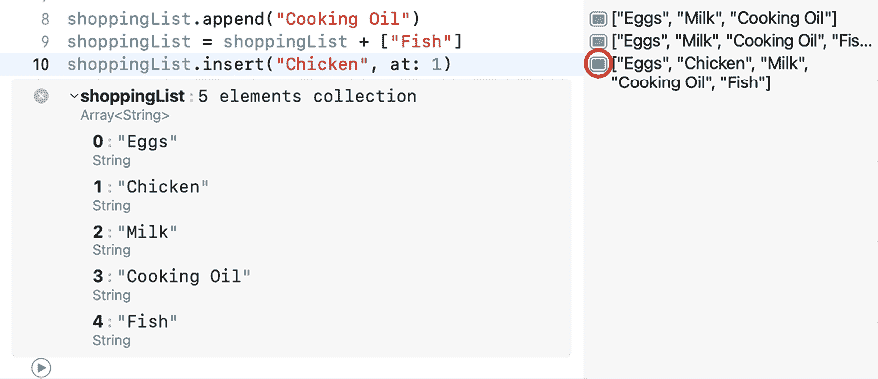 8 shoppingList.append("Cooking Oil")
["Eggs", "Milk", "Cooking Oil"]
9 shoppingList = shoppingList + ["Fish"]
["Eggs", "Milk", "Cooking Oil", "Fis...
10 shoppingList.insert("Chicken", at: 1)
["Eggs", "Chicken", "Milk",
"Cooking Oil", "Fish"]
shoppingList : 5 elements collection
Array<String>
0 : "Eggs"
String
1 : "Chicken"
String
2 : "Milk"
String
3 : "Cooking Oil"
String
4 : "Fish"
String